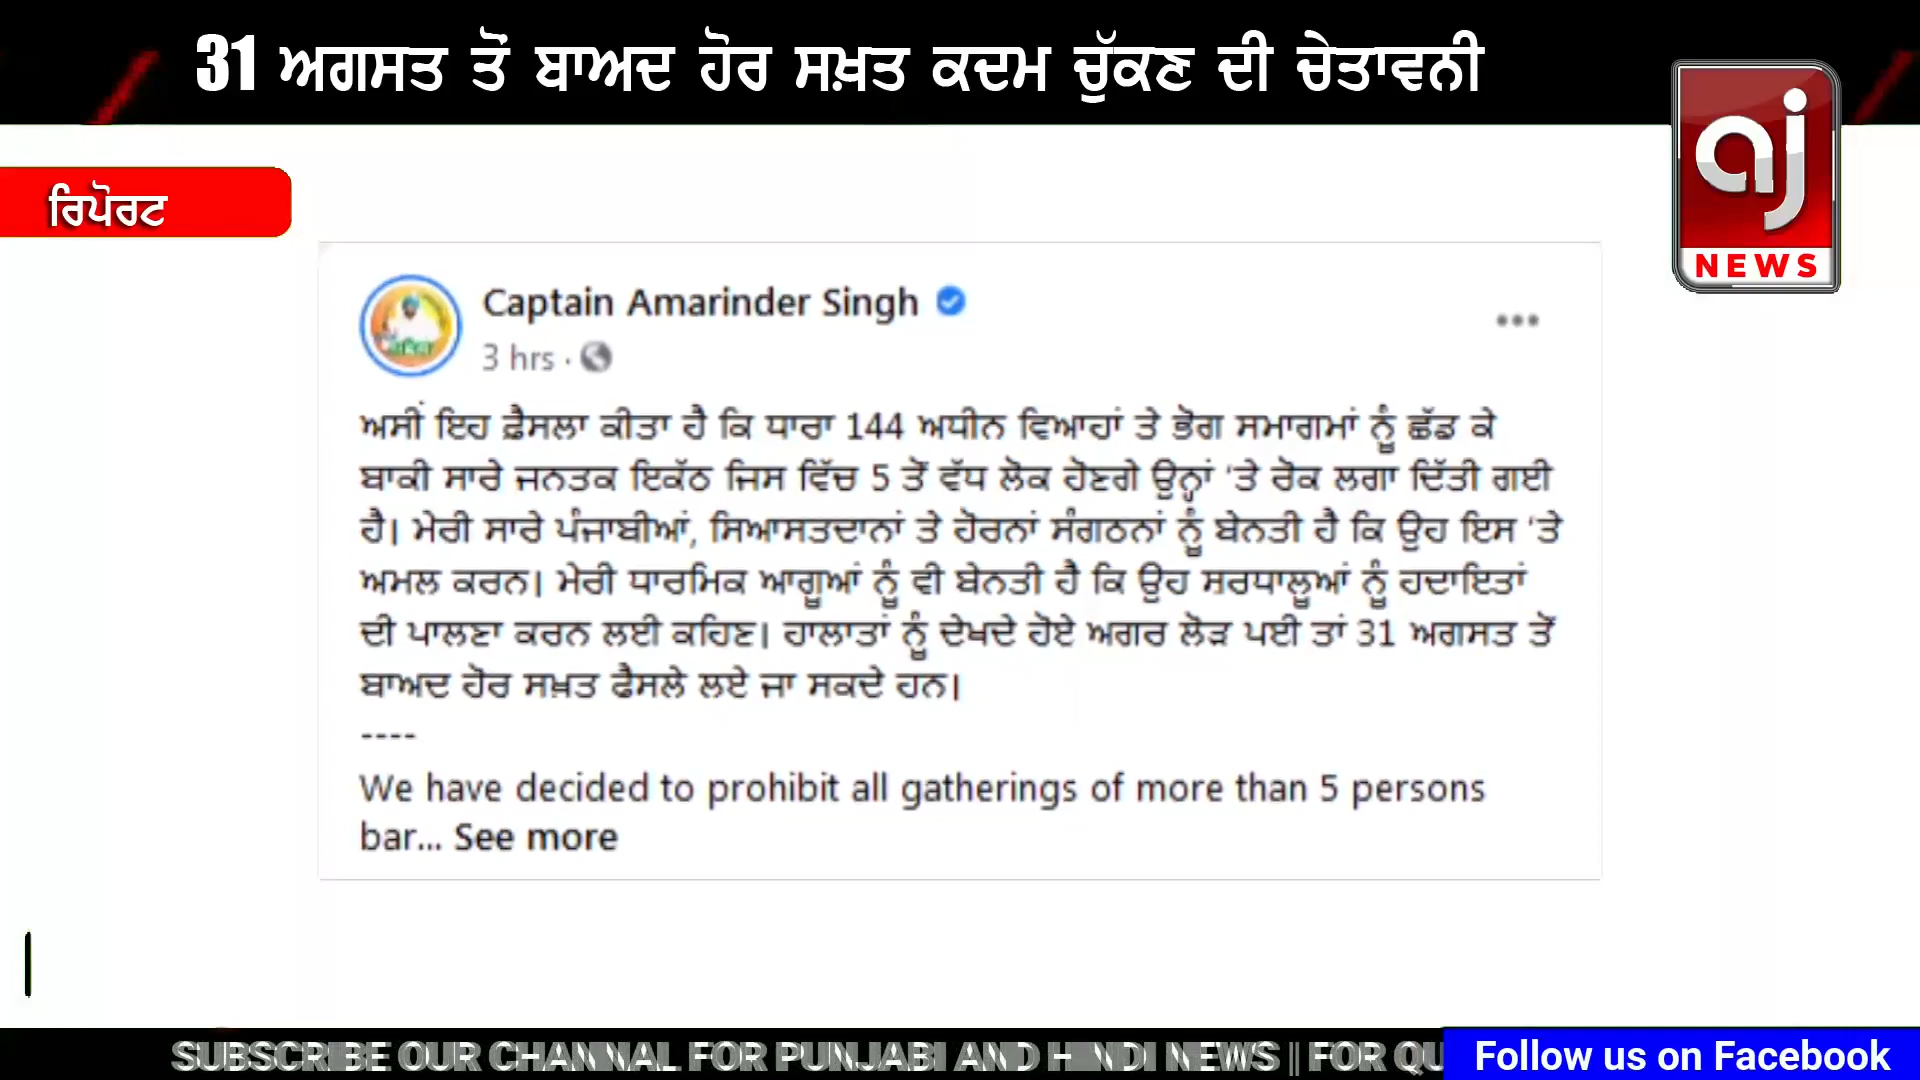 31 ਅਗਸਤ ਤੋਂ ਬਾਅਦ ਹੋਰ ਸਖ਼ਤ ਕਦਮ ਚੁੱਕਣ ਦੀ ਚੇਤਾਵਨੀ
aj
NEWS
ਰਿਪੋਰਟ
Captain Amarinder Singh
3 hrs ·
ਅਸੀਂ ਇਹ ਫ਼ੈਸਲਾ ਕੀਤਾ ਹੈ ਕਿ ਧਾਰਾ 144 ਅਧੀਨ ਵਿਆਹਾਂ ਤੇ ਭੋਗ ਸਮਾਗਮਾਂ ਨੂੰ ਛੱਡ ਕੇ
ਬਾਕੀ ਸਾਰੇ ਜਨਤਕ ਇਕੱਠ ਜਿਸ ਵਿੱਚ 5 ਤੋਂ ਵੱਧ ਲੋਕ ਹੋਣਗੇ ਉਨ੍ਹਾਂ 'ਤੇ ਰੋਕ ਲਗਾ ਦਿੱਤੀ ਗਈ
ਹੈ। ਮੇਰੀ ਸਾਰੇ ਪੰਜਾਬੀਆਂ, ਸਿਆਸਤਦਾਨਾਂ ਤੇ ਹੋਰਨਾਂ ਸੰਗਠਨਾਂ ਨੂੰ ਬੇਨਤੀ ਹੈ ਕਿ ਉਹ ਇਸ 'ਤੇ
ਅਮਲ ਕਰਨ। ਮੇਰੀ ਧਾਰਮਿਕ ਆਗੂਆਂ ਨੂੰ ਵੀ ਬੇਨਤੀ ਹੈ ਕਿ ਉਹ ਸ਼ਰਧਾਲੂਆਂ ਨੂੰ ਹਦਾਇਤਾਂ
ਦੀ ਪਾਲਣਾ ਕਰਨ ਲਈ ਕਹਿਣ। ਹਾਲਾਤਾਂ ਨੂੰ ਦੇਖਦੇ ਹੋਏ ਅਗਰ ਲੋੜ ਪਈ ਤਾਂ 31 ਅਗਸਤ ਤੋਂ
ਬਾਅਦ ਹੋਰ ਸਖ਼ਤ ਫੈਸਲੇ ਲਏ ਜਾ ਸਕਦੇ ਹਨ।
----
We have decided to prohibit all gatherings of more than 5 persons
bar... See more
SUBSCRIBE OUR CHANNAL FOR PUNJABI AND HINDI NEWS || FOR QU
Follow us on Facebook